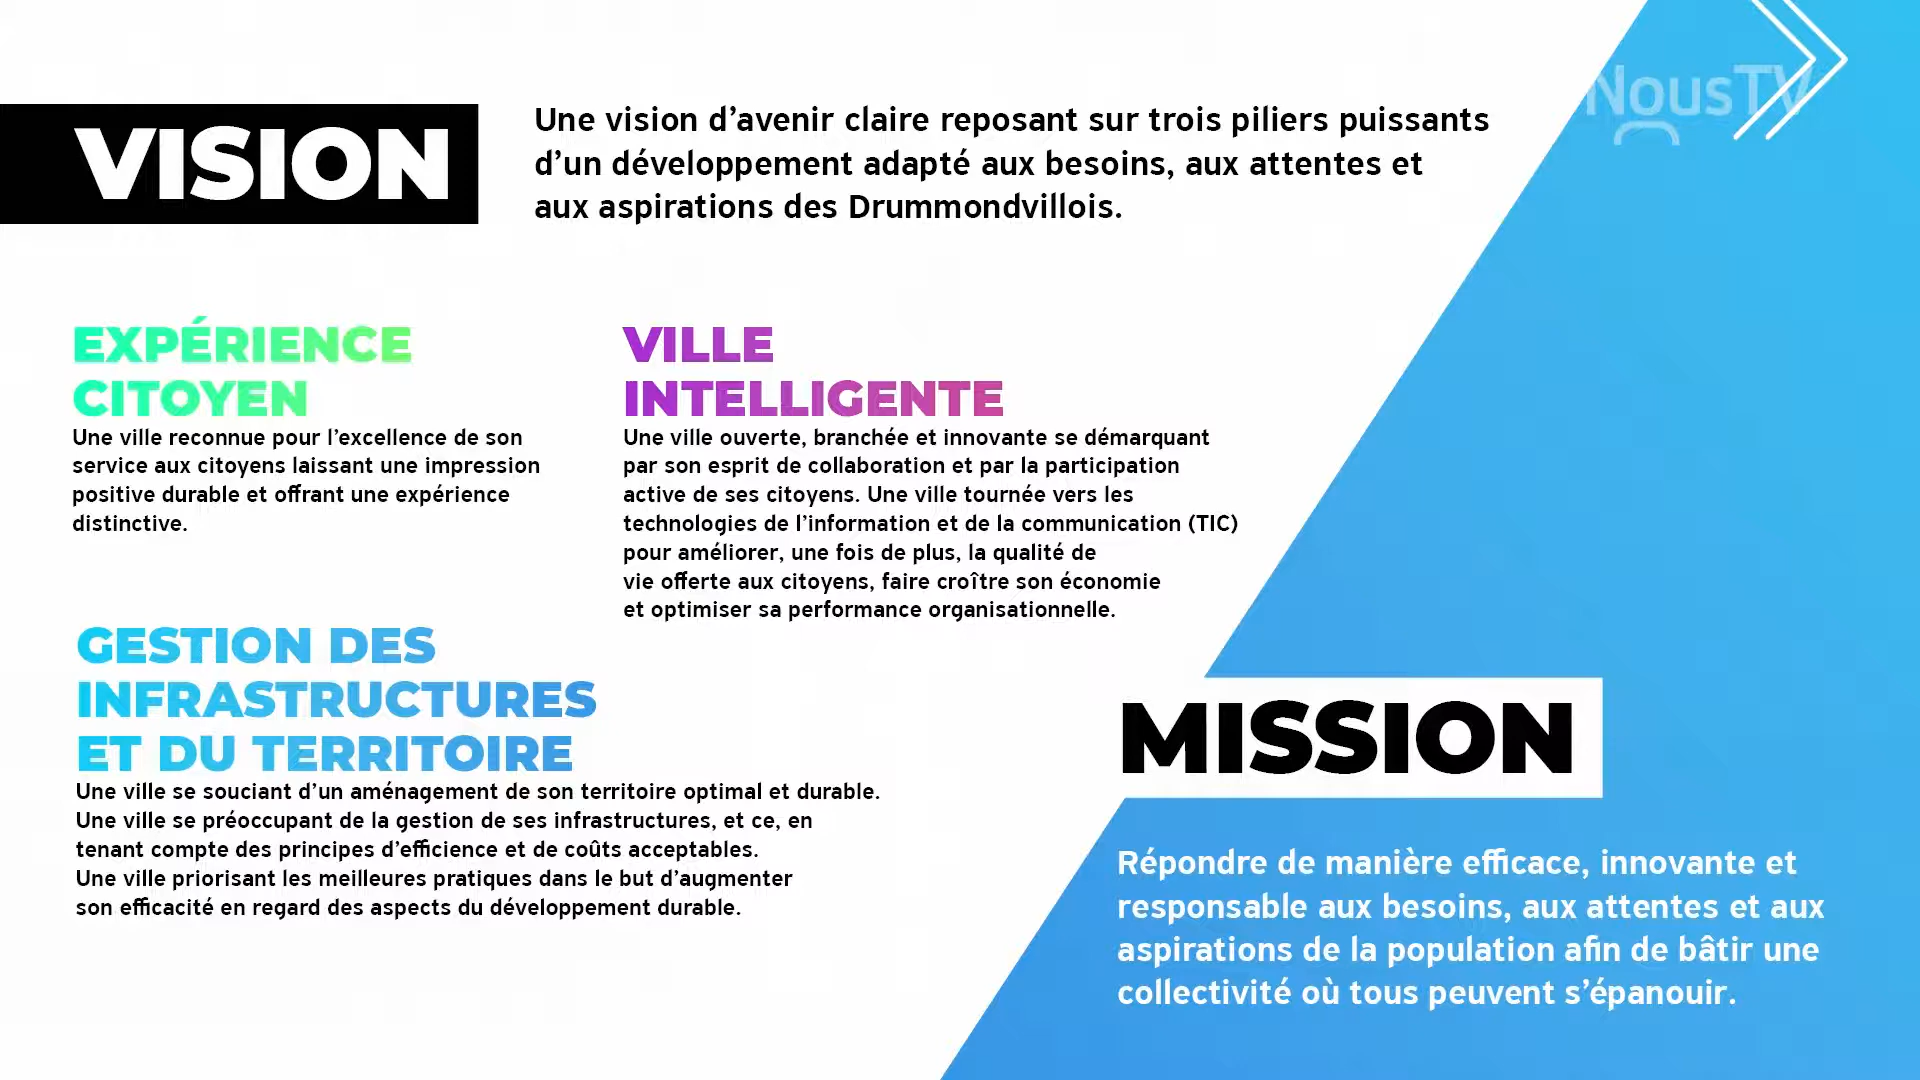 VISION
Une vision d’avenir claire reposant sur trois piliers puissants
d’un développement adapté aux besoins, aux attentes et
aux aspirations des Drummondvillois.
NousTV
EXPÉRIENCE
CITOYEN
Une ville reconnue pour l’excellence de son
service aux citoyens laissant une impression
positive durable et offrant une expérience
distinctive.
VILLE
INTELLIGENTE
Une ville ouverte, branchée et innovante se démarquant
par son esprit de collaboration et par la participation
active de ses citoyens. Une ville tournée vers les
technologies de l’information et de la communication (TIC)
pour améliorer, une fois de plus, la qualité de
vie offerte aux citoyens, faire croître son économie
et optimiser sa performance organisationnelle.
GESTION DES
INFRASTRUCTURES
ET DU TERRITOIRE
Une ville se souciant d’un aménagement de son territoire optimal et durable.
Une ville se préoccupant de la gestion de ses infrastructures, et ce, en
tenant compte des principes d’efficience et de coûts acceptables.
Une ville priorisant les meilleures pratiques dans le but d’augmenter
son efficacité en regard des aspects du développement durable.
MISSION
Répondre de manière efficace, innovante et
responsable aux besoins, aux attentes et aux
aspirations de la population afin de bâtir une
collectivité où tous peuvent s’épanouir.